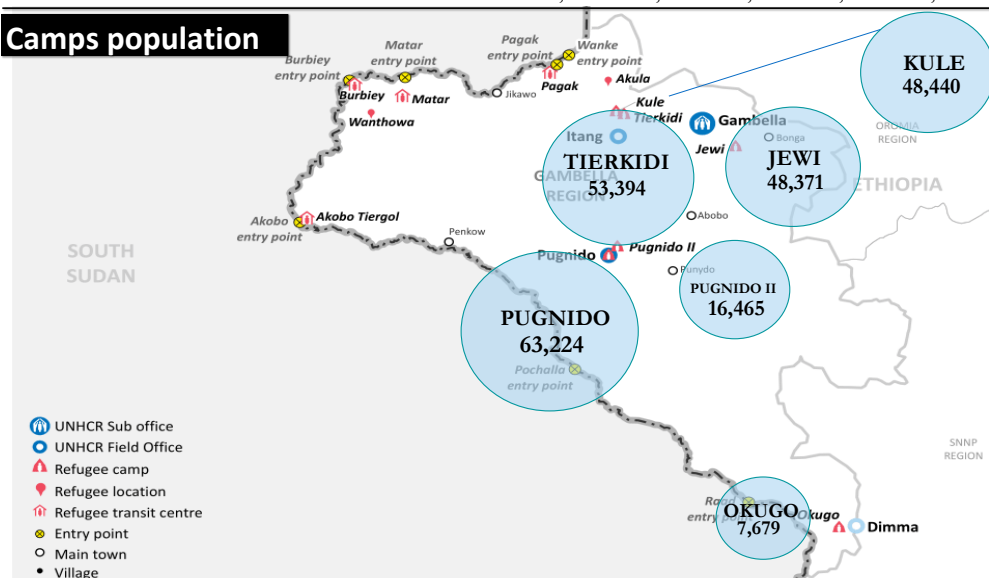 Camps population
Burbiey
entry point
Matar
entry point
Pagak
entry point
Wanke
entry point
Burbiey
Matar
Wanthowa
Jikawo
Pagak
Akula
KULE
48,440
Kule
Tierkidi
Gambella
Itang
Jewi
Bonga
OROMIA
REGION
TIERKIDI
53,394
GAMBELLA
REGION
JEWI
48,371
ETHIOPIA
Akobo
entry point
Akobo Tiergol
Penkow
Abobo
SOUTH
SUDAN
Pugnido
Pugnido II
Punydo
PUGNIDO II
16,465
PUGNIDO
63,224
Pochalla
entry point
SNNP
REGION
Raad
entry point
OKUGO
7,679
Okugo
Dimma
UNHCR Sub office
UNHCR Field Office
Refugee camp
Refugee location
Refugee transit centre
Entry point
Main town
Village